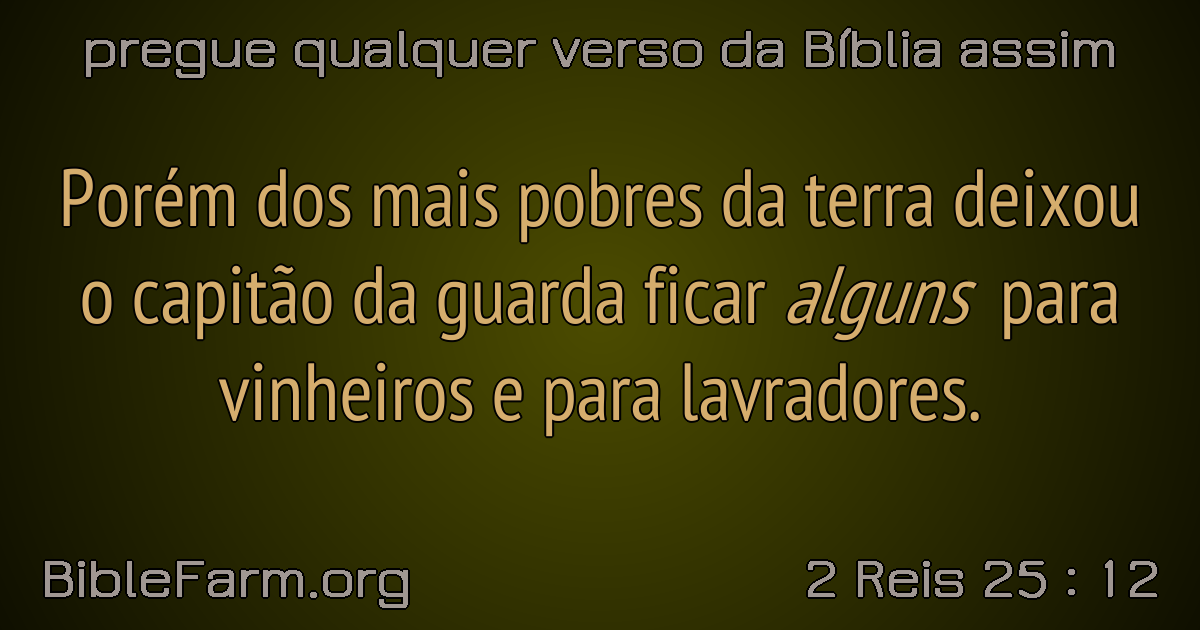 pregue qualquer verso da Bíblia assim
Porém dos mais pobres da terra deixou
o capitão da guarda ficar alguns para
vinheiros e para lavradores.
BibleFarm.org
2 Reis 25 : 12